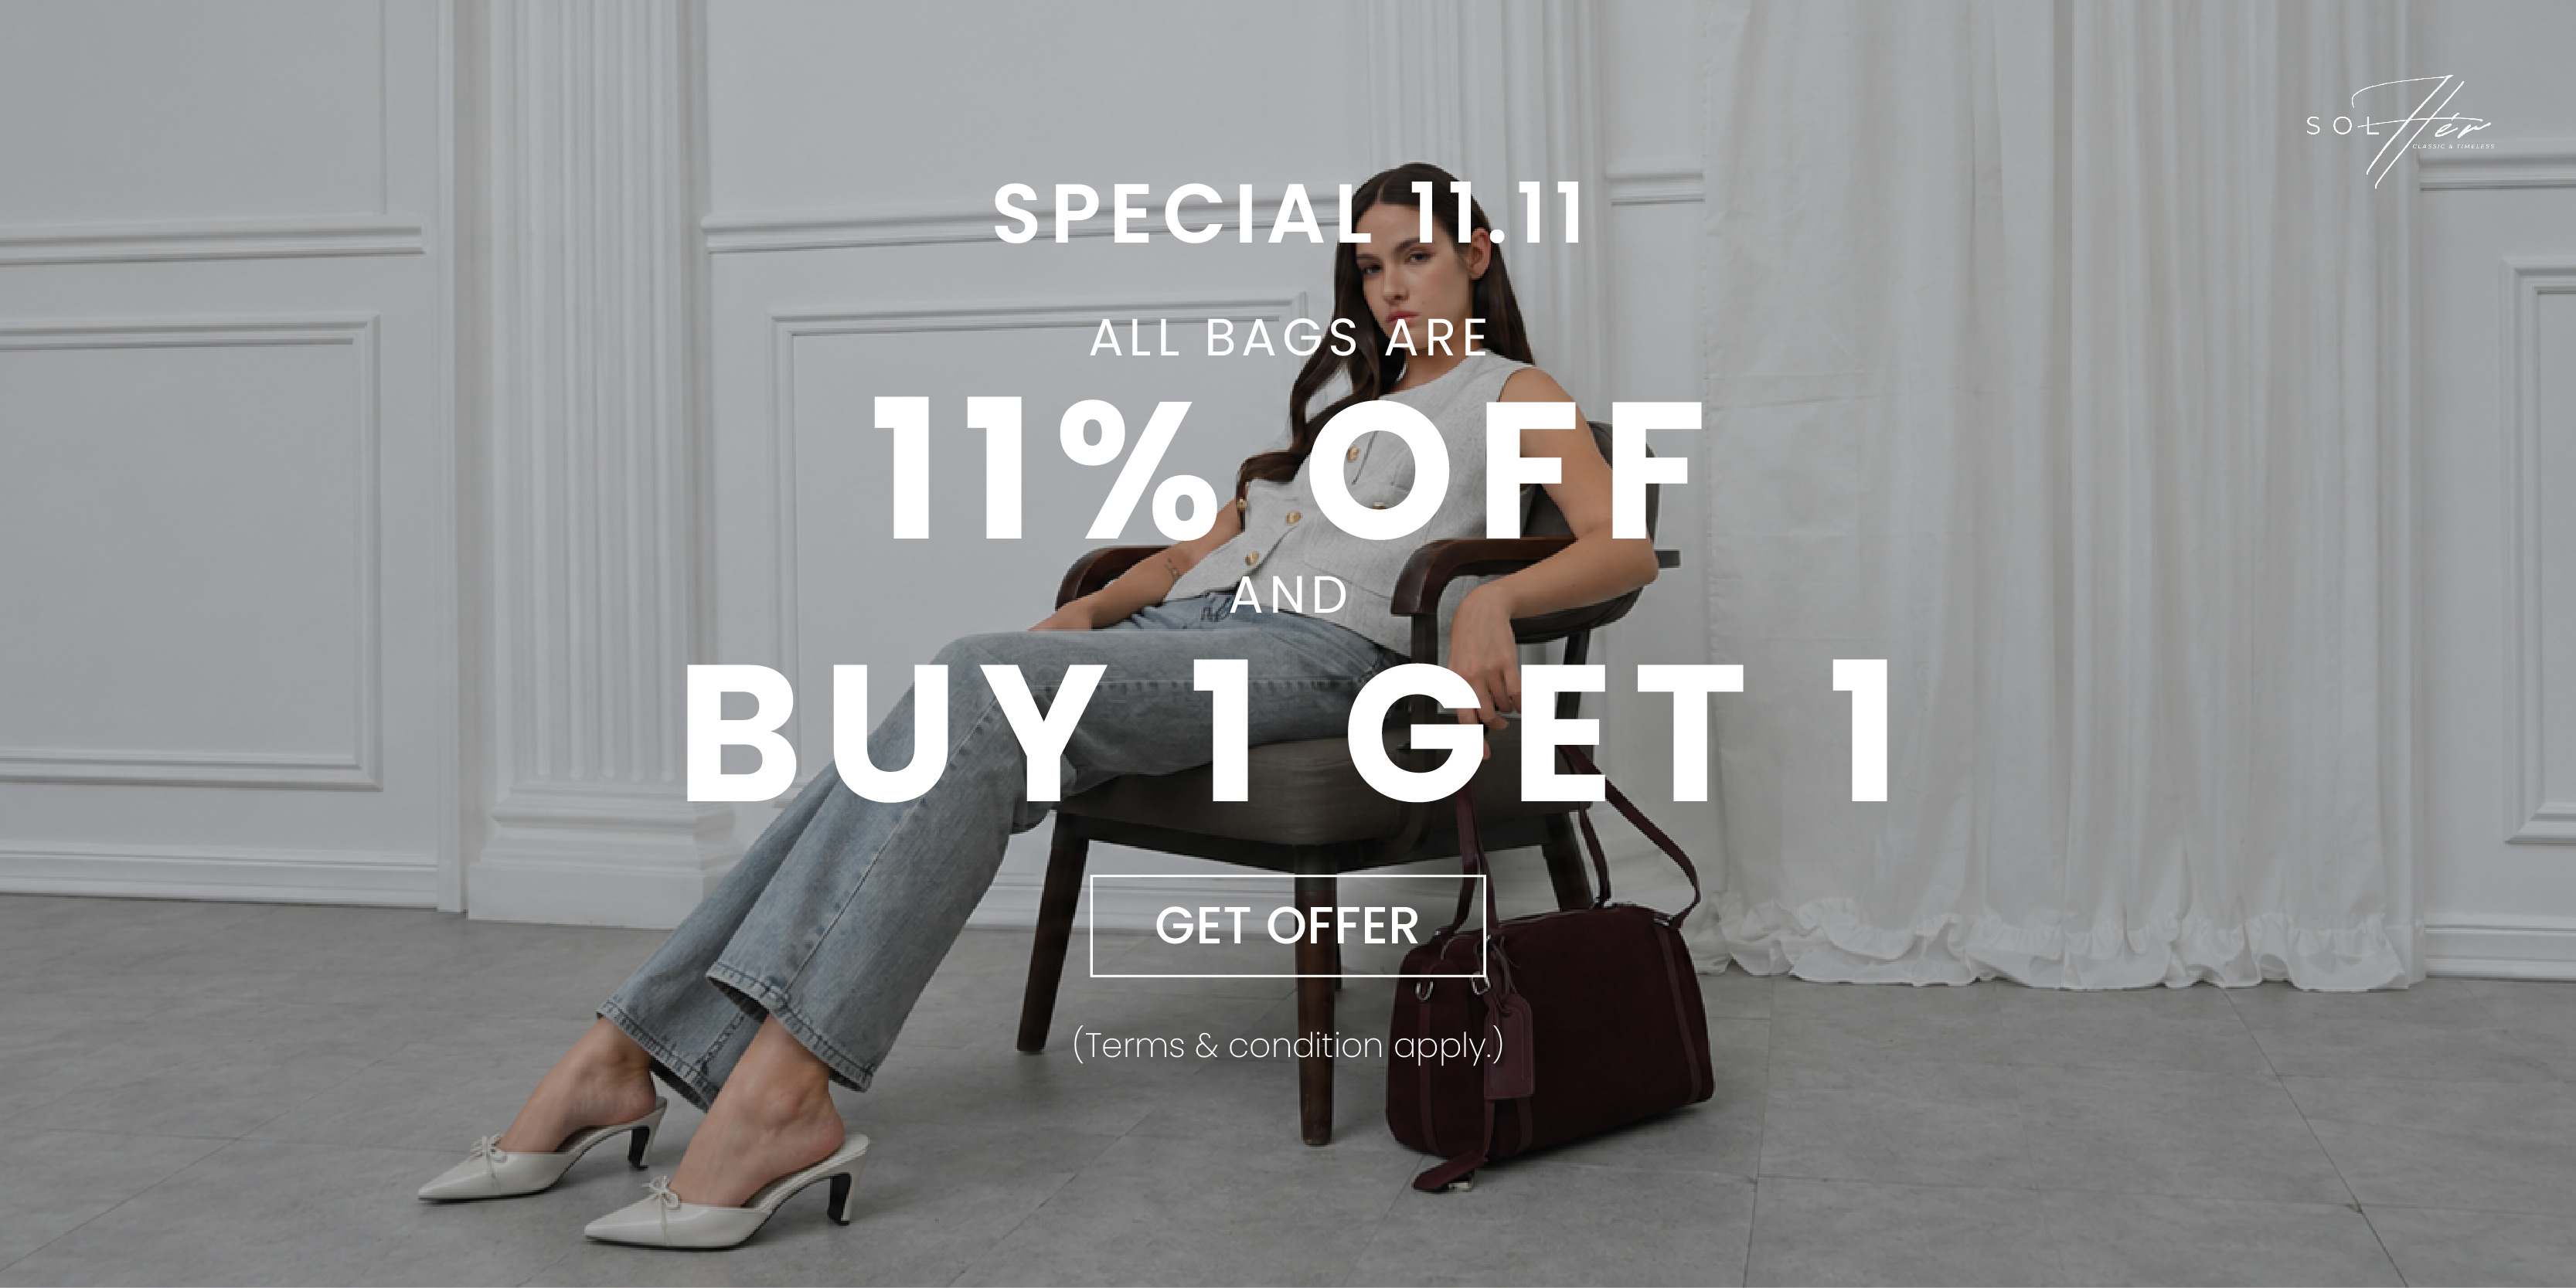 SOL Her
CLASSIC & TIMELESS
SPECIAL 11.11
ALL BAGS ARE
11% OFF
AND
BUY 1 GET 1
GET OFFER
(Terms & condition apply.)